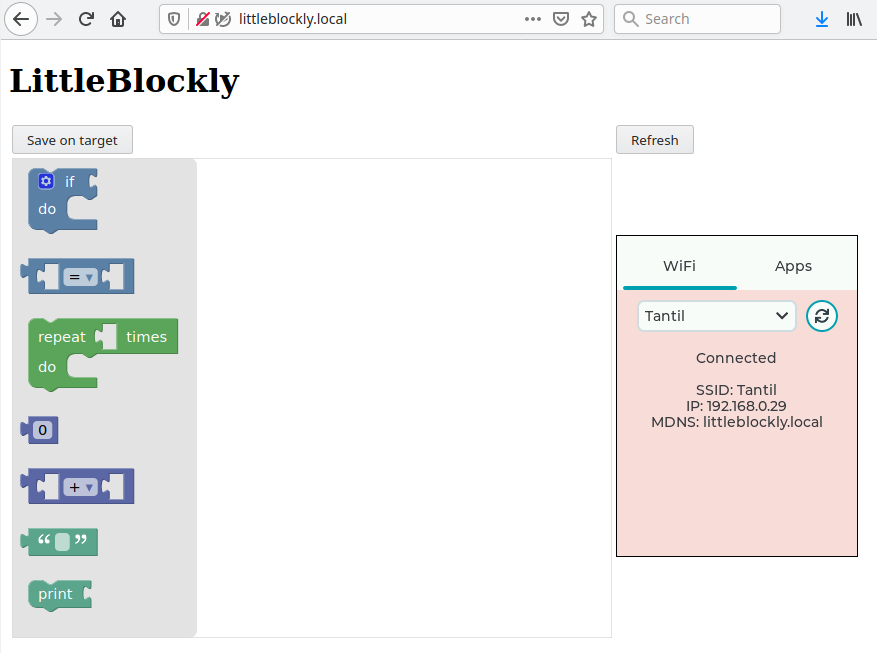 littleblockly.local
Search
LittleBlockly
Save on target
Refresh
if
do
=
repeat times
do
0
+
“ ”
print
WiFi Apps
Tantil
Connected
SSID: Tantil
IP: 192.168.0.29
MDNS: littleblockly.local